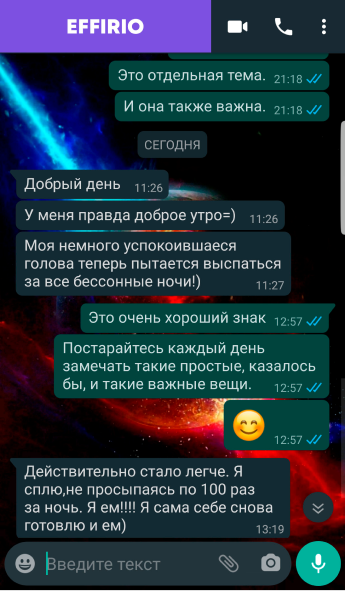 EFFIRIO
Это отдельная тема. 21:18
И она также важна. 21:18
СЕГОДНЯ
Добрый день 11:26
У меня правда доброе утро=) 11:26
Моя немного успокоившаеся
голова теперь пытается выспаться
за все бессонные ночи!) 11:27
Это очень хороший знак 12:57
Постарайтесь каждый день
замечать такие простые, казалось
бы, и такие важные вещи. 12:57
12:57
Действительно стало легче. Я
сплю,не просыпаясь по 100 раз
за ночь. Я ем!!!! Я сама себе снова
готовлю и ем) 13:19
Введите текст